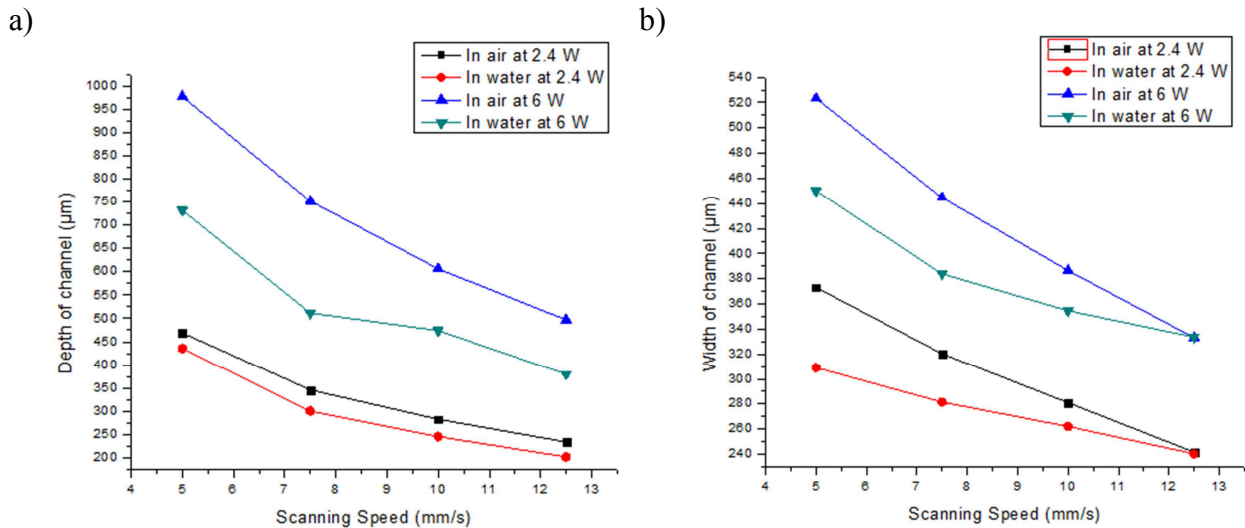 a)
In air at 2.4 W
In water at 2.4 W
In air at 6 W
In water at 6 W
1000
950
900
850
800
750
700
650
600
550
500
450
400
350
300
250
200
Depth of channel (µm)
4 5 6 7 8 9 10 11 12 13
Scanning Speed (mm/s)
b)
In air at 2.4 W
In water at 2.4 W
In air at 6 W
In water at 6 W
540
520
500
480
460
440
420
400
380
360
340
320
300
280
260
240
Width of channel (µm)
4 5 6 7 8 9 10 11 12 13
Scanning Speed (mm/s)